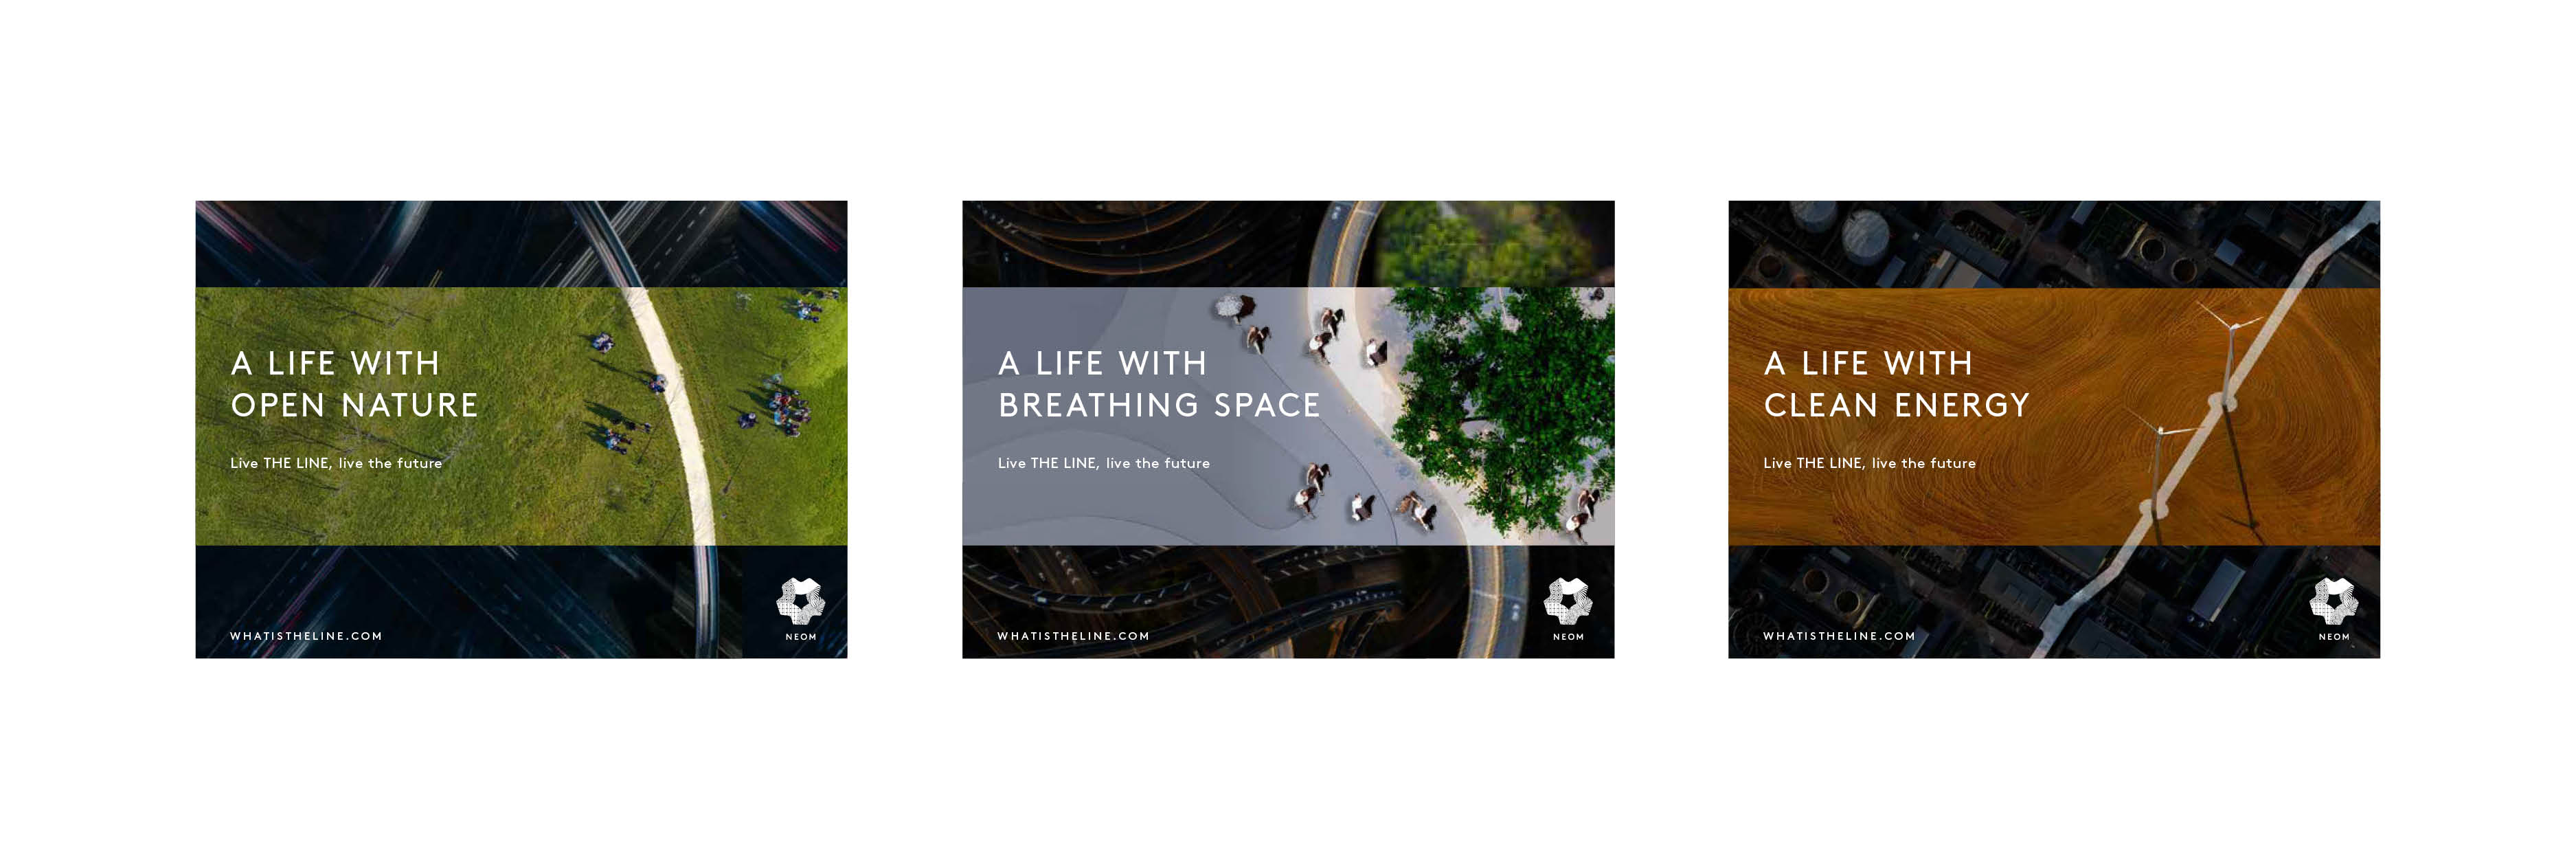 A LIFE WITH
OPEN NATURE
Live THE LINE, live the future
WHATISTHELINE.COM
NEOM
A LIFE WITH
BREATHING SPACE
Live THE LINE, live the future
WHATISTHELINE.COM
NEOM
A LIFE WITH
CLEAN ENERGY
Live THE LINE, live the future
WHATISTHELINE.COM
NEOM